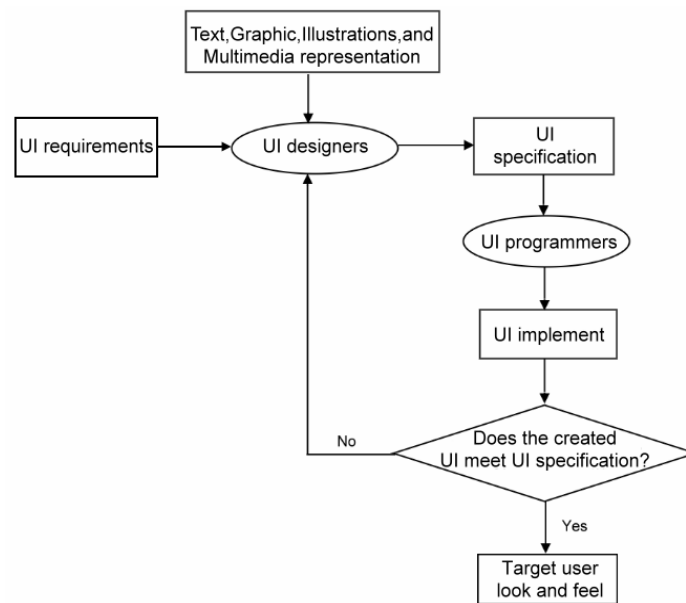 Text,Graphic,Illustrations,and
Multimedia representation
UI requirements
UI designers
UI
specification
UI programmers
UI implement
Does the created
UI meet UI specification?
No
Yes
Target user
look and feel